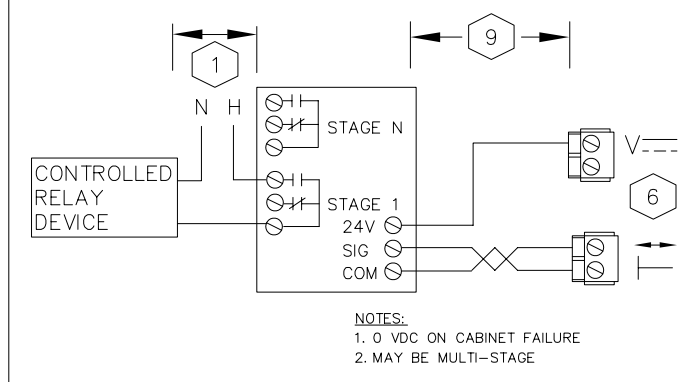 1
9
N H
STAGE N
CONTROLLED
RELAY
DEVICE
STAGE 1
24V
SIG
COM
V
6
NOTES:
1. 0 VDC ON CABINET FAILURE
2. MAY BE MULTI-STAGE